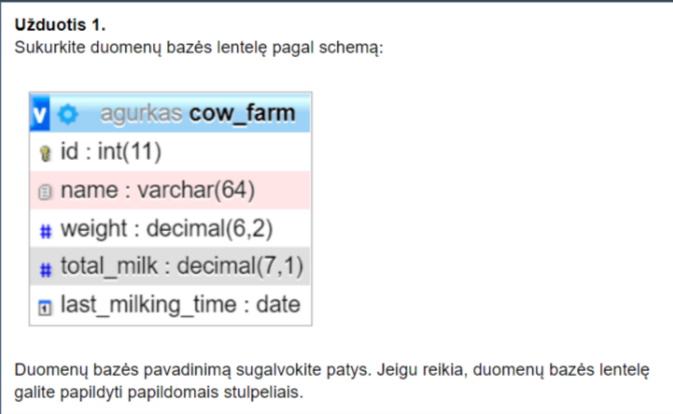 Užduotis 1.
Sukurkite duomenų bazės lentelę pagal schemą:
v agurkas cow_farm
id : int(11)
name : varchar(64)
# weight : decimal(6,2)
# total_milk : decimal(7,1)
last_milking_time : date
Duomenų bazės pavadinimą sugalvokite patys. Jeigu reikia, duomenų bazės lentelę
galite papildyti papildomais stulpeliais.